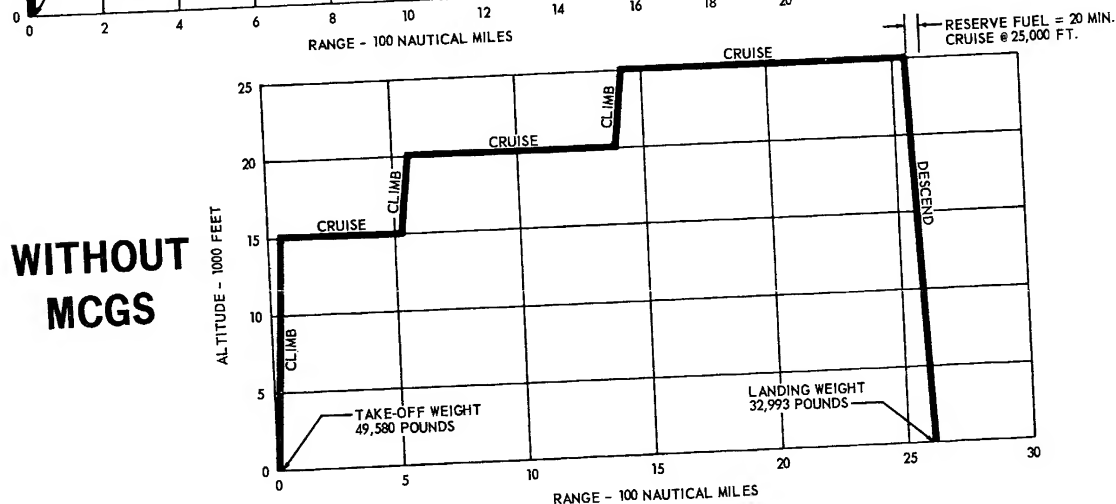 0
0 2 4 6 8 10 12 14 16 18 20
RANGE - 100 NAUTICAL MILES
RESERVE FUEL = 20 MIN.
CRUISE @ 25,000 FT.
WITHOUT
MCGS
ALTITUDE - 1000 FEET
25
20
15
10
5
0
CLIMB
CRUISE
CLIMB
CRUISE
CLIMB
CRUISE
DESCEND
TAKE-OFF WEIGHT
49,580 POUNDS
LANDING WEIGHT
32,993 POUNDS
0 5 10 15 20 25 30
RANGE - 100 NAUTICAL MILES